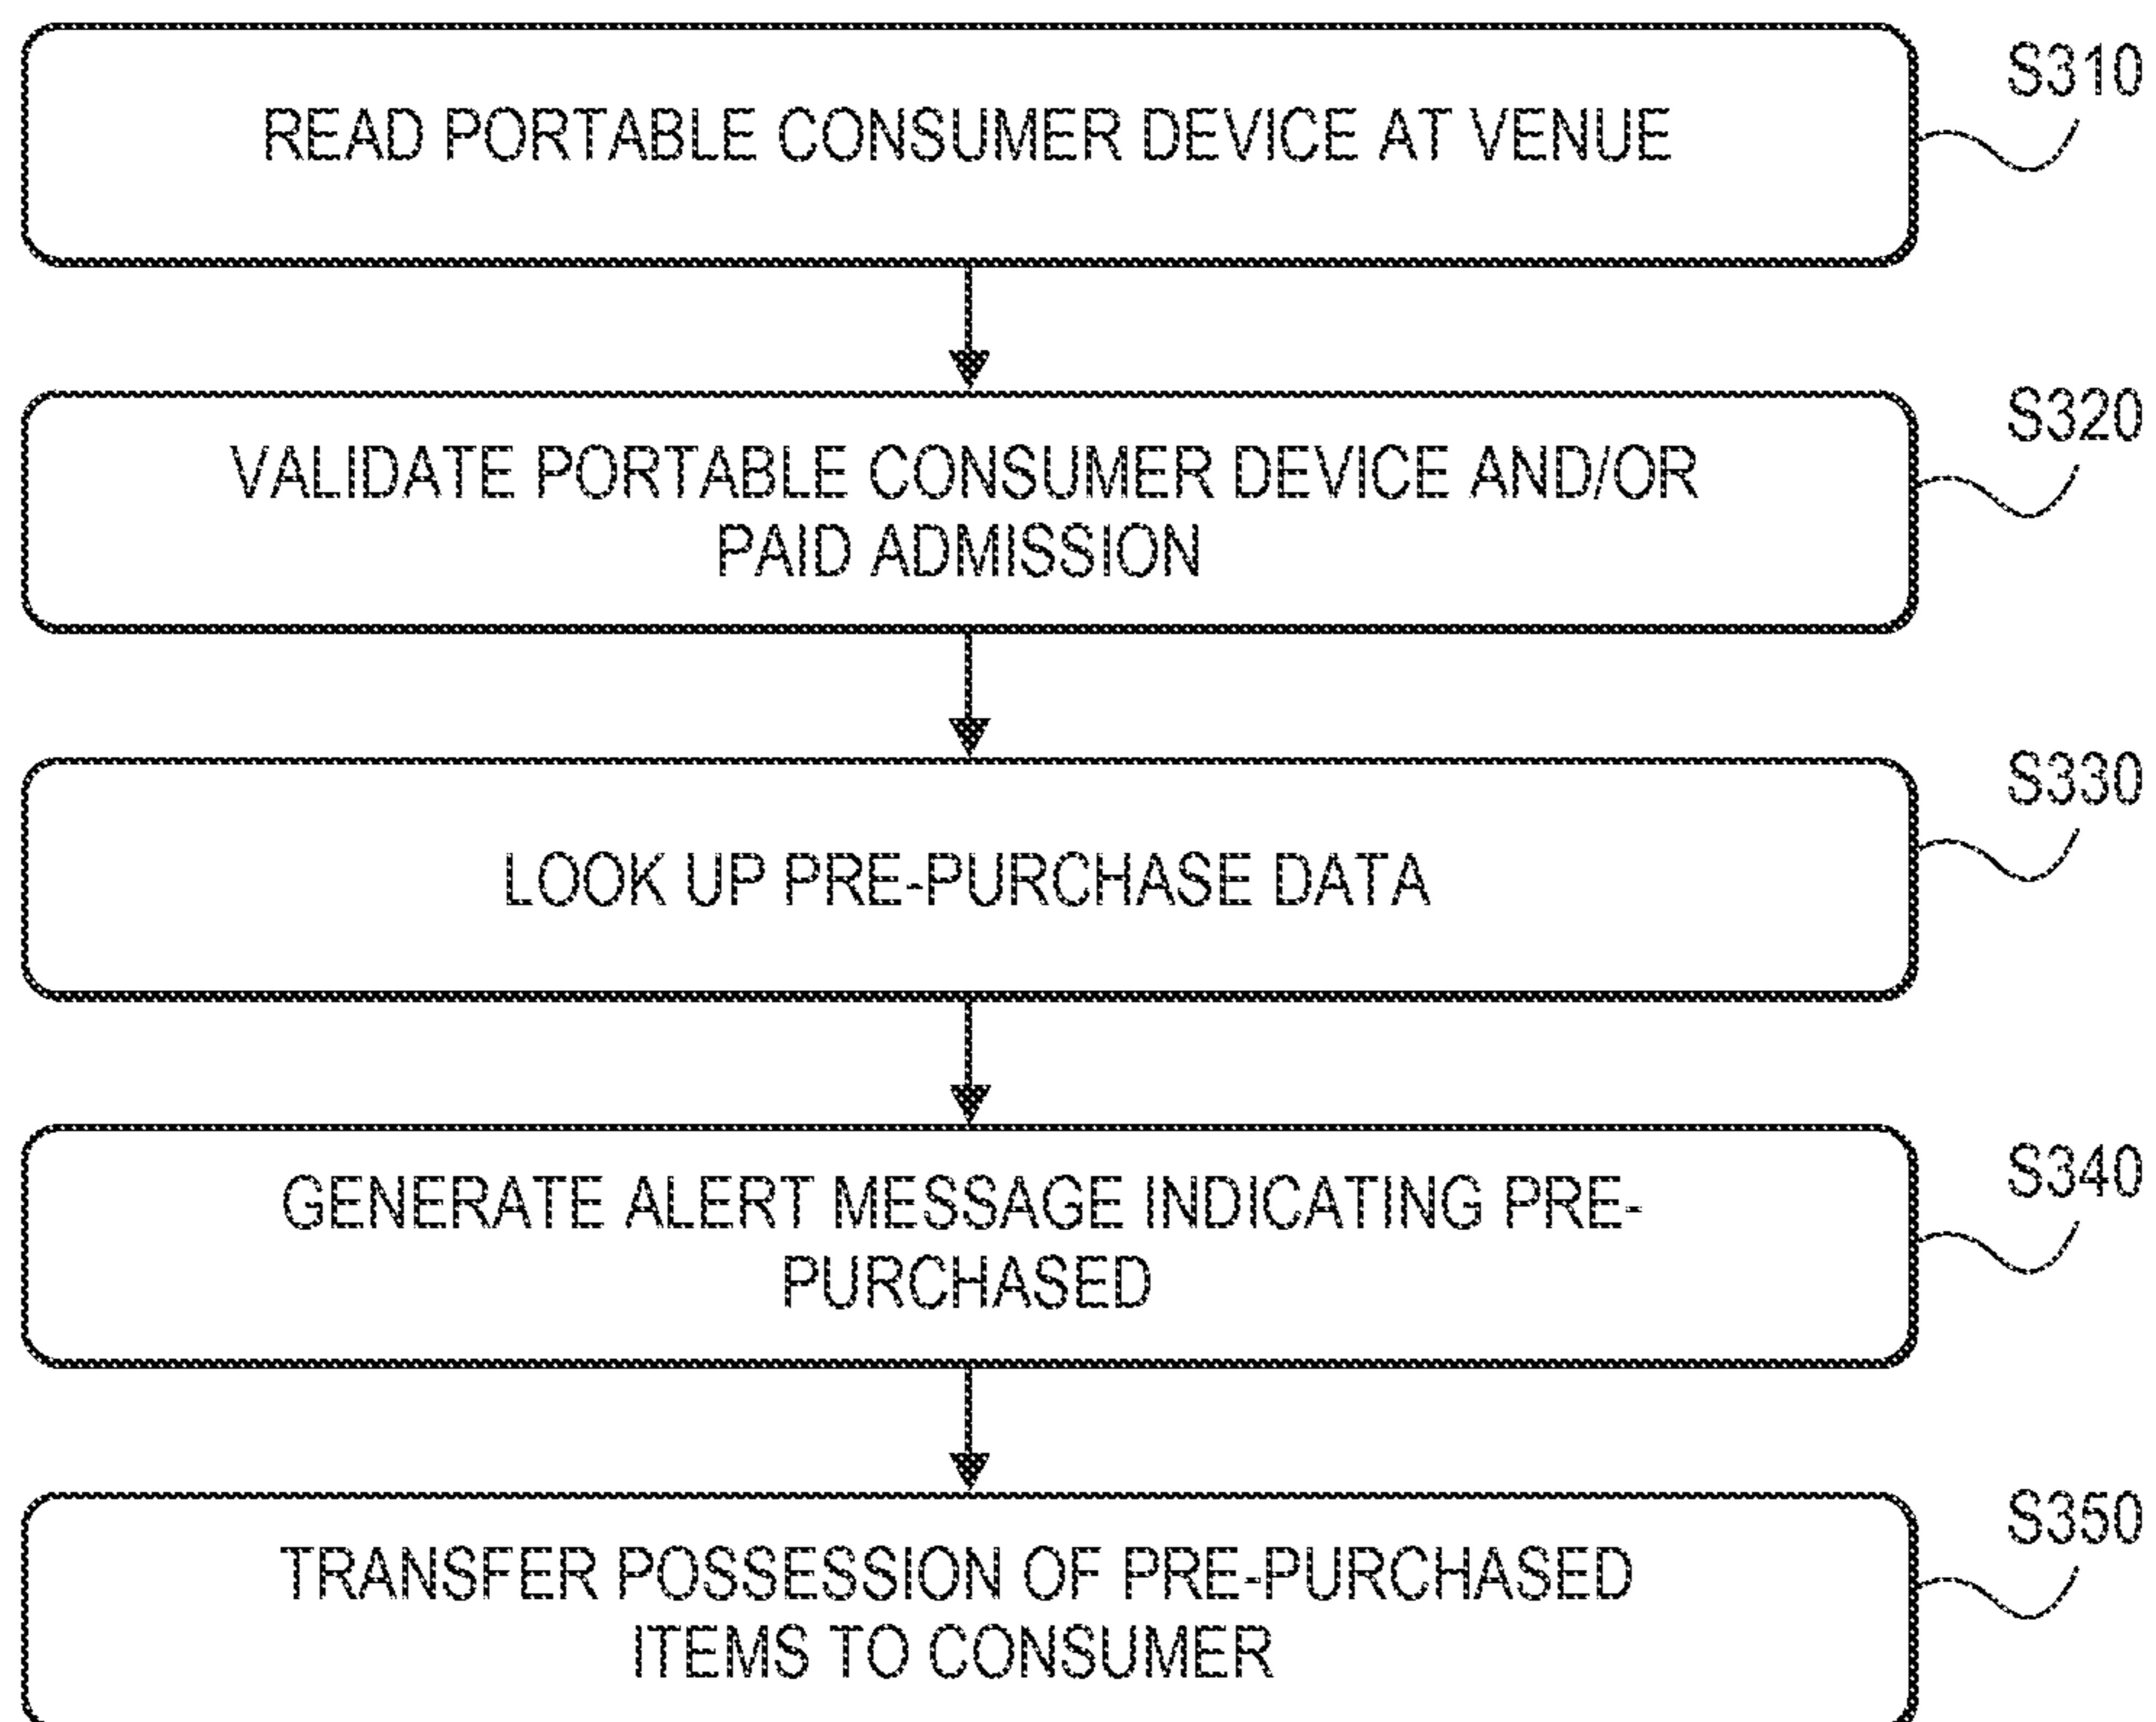 READ PORTABLE CONSUMER DEVICE AT VENUE
S310
VALIDATE PORTABLE CONSUMER DEVICE AND/OR
PAID ADMISSION
S320
LOOK UP PRE-PURCHASE DATA
S330
GENERATE ALERT MESSAGE INDICATING PRE-
PURCHASED
S340
TRANSFER POSSESSION OF PRE-PURCHASED
ITEMS TO CONSUMER
S350